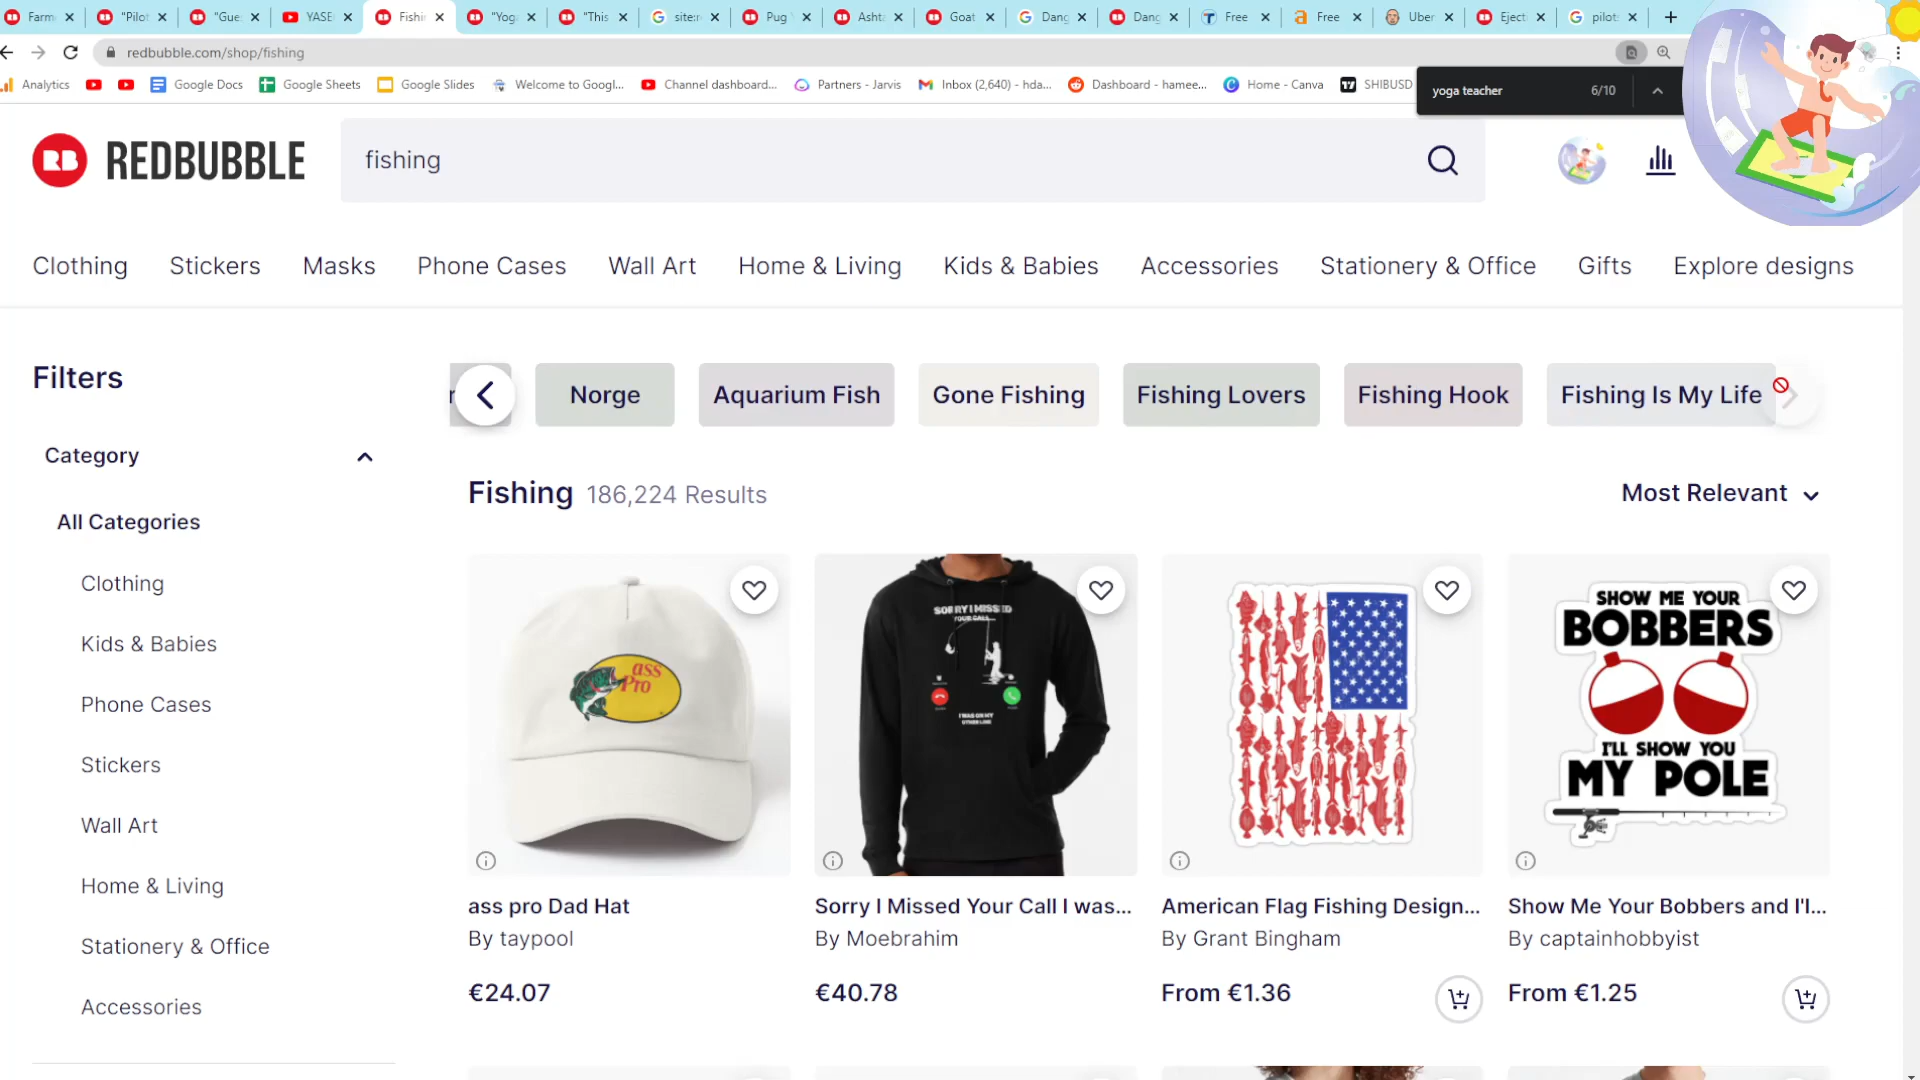 Farm
"Pilot
"Gue
YASE
Fishi
"Yog
"This
site:r
Pug
Ashta
Goat
Dang
Dang
Free
Free
Uber
Eject
pilot
redbubble.com/shop/fishing
Analytics
Google Docs
Google Sheets
Google Slides
Welcome to Googl...
Channel dashboard...
Partners - Jarvis
Inbox (2,640) - hda...
Dashboard - hamee...
Home - Canva
SHIBUSD
yoga teacher
6/10
RB REDBUBBLE
fishing
Clothing
Stickers
Masks
Phone Cases
Wall Art
Home & Living
Kids & Babies
Accessories
Stationery & Office
Gifts
Explore designs
Filters
Norge
Aquarium Fish
Gone Fishing
Fishing Lovers
Fishing Hook
Fishing Is My Life
Category
Fishing 186,224 Results
Most Relevant
All Categories
Clothing
Kids & Babies
Phone Cases
Stickers
Wall Art
Home & Living
Stationery & Office
Accessories
ass
Pro
SORRY I MISSED
YOUR CALL...
I WAS ON MY
OTHER LINE
SHOW ME YOUR
BOBBERS
I'LL SHOW YOU
MY POLE
ass pro Dad Hat
By taypool
€24.07
Sorry I Missed Your Call I was...
By Moebrahim
€40.78
American Flag Fishing Design...
By Grant Bingham
From €1.36
Show Me Your Bobbers and I'l...
By captainhobbyist
From €1.25